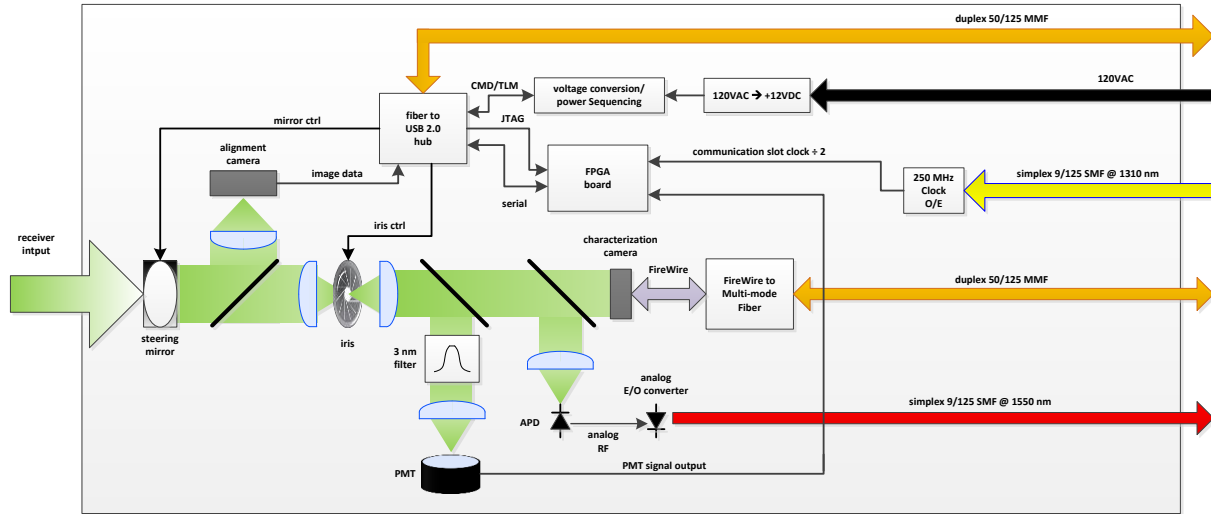 duplex 50/125 MMF
120VAC
CMD/TLM
voltage conversion/
power Sequencing
120VAC → +12VDC
fiber to
USB 2.0
hub
mirror ctrl
JTAG
alignment
camera
image data
FPGA
board
communication slot clock ÷ 2
250 MHz
Clock
O/E
simplex 9/125 SMF @ 1310 nm
serial
iris ctrl
receiver
intput
characterization
camera
FireWire
FireWire to
Multi-mode
Fiber
duplex 50/125 MMF
steering
mirror
iris
3 nm
filter
analog
E/O converter
simplex 9/125 SMF @ 1550 nm
APD
analog
RF
PMT
PMT signal output